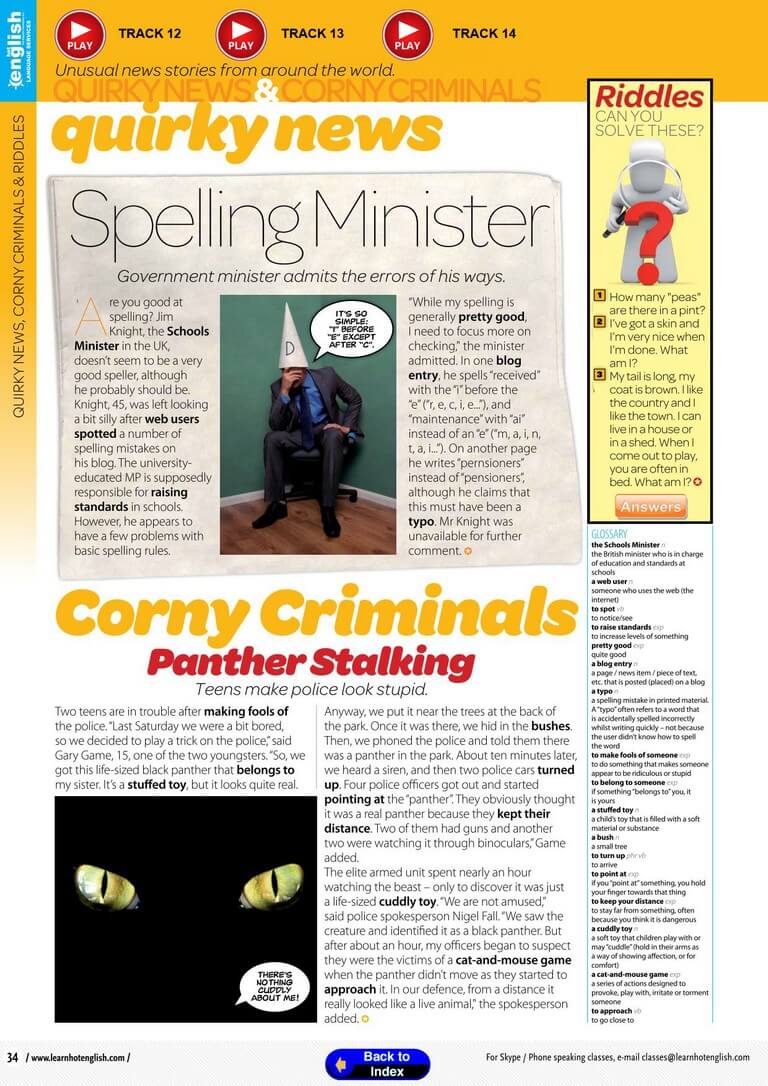 hot
english
LANGUAGE SERVICES
PLAY
TRACK 12
PLAY
TRACK 13
PLAY
TRACK 14
Unusual news stories from around the world.
QUIRKY NEWS & CORNY CRIMINALS
quirky news
QUIRKY NEWS, CORNY CRIMINALS & RIDDLES
Spelling Minister
Government minister admits the errors of his ways.
Are you good at
spelling? Jim
Knight, the Schools
Minister in the UK,
doesn't seem to be a very
good speller, although
he probably should be.
Knight, 45, was left looking
a bit silly after web users
spotted a number of
spelling mistakes on
his blog. The university-
educated MP is supposedly
responsible for raising
standards in schools.
However, he appears to
have a few problems with
basic spelling rules.
D
IT'S SO
SIMPLE:
"I" BEFORE
"E" EXCEPT
AFTER "C".
"While my spelling is
generally pretty good,
I need to focus more on
checking," the minister
admitted. In one blog
entry, he spells "received"
with the "i" before the
"e" ("r, e, c, i, e..."), and
"maintenance" with "ai"
instead of an "e" ("m, a, i, n,
t, a, i..."). On another page
he writes "pernsioners"
instead of "pensioners",
although he claims that
this must have been a
typo. Mr Knight was
unavailable for further
comment.
Corny Criminals
Panther Stalking
Teens make police look stupid.
Two teens are in trouble after making fools of
the police. "Last Saturday we were a bit bored,
so we decided to play a trick on the police," said
Gary Game, 15, one of the two youngsters. "So, we
got this life-sized black panther that belongs to
my sister. It's a stuffed toy, but it looks quite real.
THERE'S
NOTHING
CUDDLY
ABOUT ME!
Anyway, we put it near the trees at the back of
the park. Once it was there, we hid in the bushes.
Then, we phoned the police and told them there
was a panther in the park. About ten minutes later,
we heard a siren, and then two police cars turned
up. Four police officers got out and started
pointing at the "panther". They obviously thought
it was a real panther because they kept their
distance. Two of them had guns and another
two were watching it through binoculars," Game
added.
The elite armed unit spent nearly an hour
watching the beast – only to discover it was just
a life-sized cuddly toy. "We are not amused,"
said police spokesperson Nigel Fall. "We saw the
creature and identified it as a black panther. But
after about an hour, my officers began to suspect
they were the victims of a cat-and-mouse game
when the panther didn't move as they started to
approach it. In our defence, from a distance it
really looked like a live animal," the spokesperson
added.
Riddles
CAN YOU
SOLVE THESE?
?
1 How many "peas"
are there in a pint?
2 I've got a skin and
I'm very nice when
I'm done. What
am I?
3 My tail is long, my
coat is brown. I like
the country and I
like the town. I can
live in a house or
in a shed. When I
come out to play,
you are often in
bed. What am I?
Answers
GLOSSARY
the Schools Minister n
the British minister who is in charge
of education and standards at
schools
a web user n
someone who uses the web (the
internet)
to spot vb
to notice/see
to raise standards exp
to increase levels of something
pretty good exp
quite good
a blog entry n
a page / news item / piece of text,
etc. that is posted (placed) on a blog
a typo n
a spelling mistake in printed material.
A "typo" often refers to a word that
is accidentally spelled incorrectly
whilst writing quickly – not because
the user didn't know how to spell
the word
to make fools of someone exp
to do something that makes someone
appear to be ridiculous or stupid
to belong to someone exp
if something "belongs to" you, it
is yours
a stuffed toy n
a child's toy that is filled with a soft
material or substance
a bush n
a small tree
to turn up phr vb
to arrive
to point at exp
if you "point at" something, you hold
your finger towards that thing
to keep your distance exp
to stay far from something, often
because you think it is dangerous
a cuddly toy n
a soft toy that children play with or
may "cuddle" (hold in their arms as
a way of showing affection, or for
comfort)
a cat-and-mouse game exp
a series of actions designed to
provoke, play with, irritate or torment
someone
to approach vb
to go close to
34 / www.learnhotenglish.com /
Back to
Index
For Skype / Phone speaking classes, e-mail classes@learnhotenglish.com